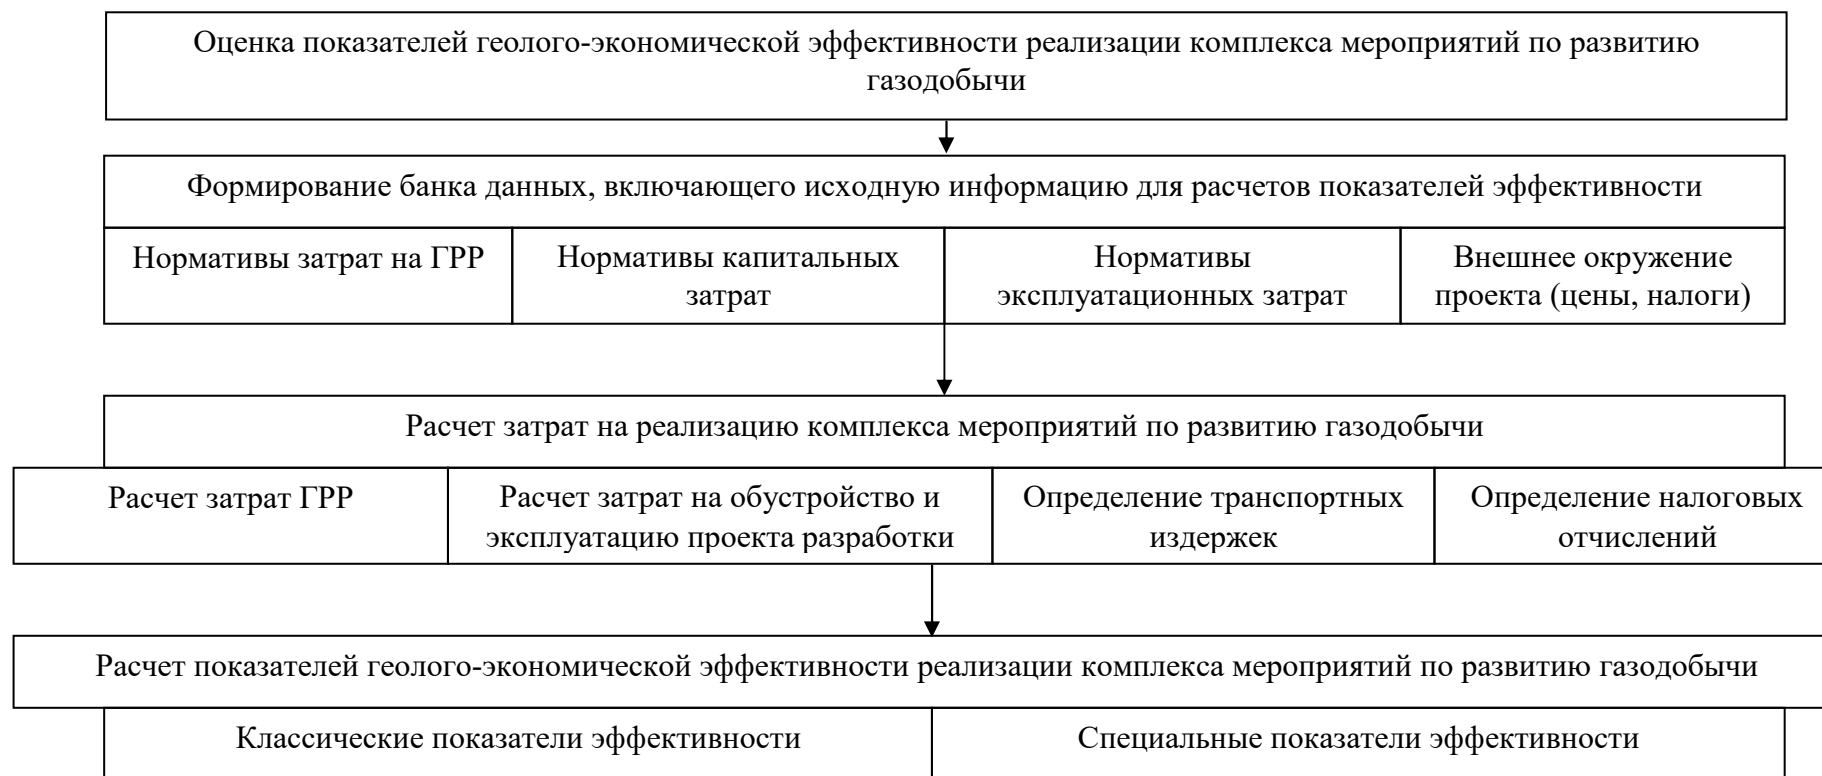 Оценка показателей геолого-экономической эффективности реализации комплекса мероприятий по развитию
газодобычи
Формирование банка данных, включающего исходную информацию для расчетов показателей эффективности
Нормативы затрат на ГРР
Нормативы капитальных
затрат
Нормативы
эксплуатационных затрат
Внешнее окружение
проекта (цены, налоги)
Расчет затрат на реализацию комплекса мероприятий по развитию газодобычи
Расчет затрат ГРР
Расчет затрат на обустройство и
эксплуатацию проекта разработки
Определение транспортных
издержек
Определение налоговых
отчислений
Расчет показателей геолого-экономической эффективности реализации комплекса мероприятий по развитию газодобычи
Классические показатели эффективности
Специальные показатели эффективности